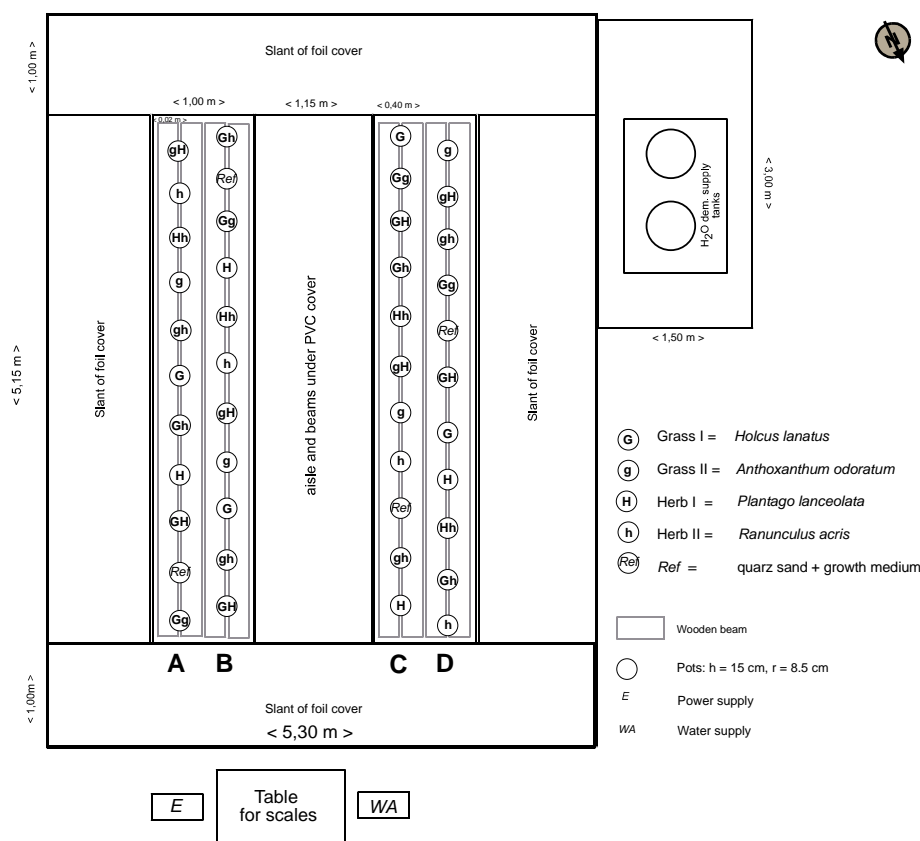 Slant of foil cover
N
< 1,00 m >
< 1,00 m >
< 1,15 m >
< 0,40 m >
< 0,02 m >
gH
h
Hh
g
gh
G
Gh
H
GH
Ref
Gg
Gh
Ref
Gg
H
Hh
h
gH
g
G
gh
GH
G
Gg
GH
Gh
Hh
gH
g
h
Ref
gh
H
g
gH
gh
Gg
Ref
GH
G
H
Hh
Gh
h
Slant of foil cover
aisle and beams under PVC cover
Slant of foil cover
< 5,15 m >
H2O dem. supply
tanks
< 3,00 m >
< 1,50 m >
A B C D
< 1,00m >
Slant of foil cover
< 5,30 m >
E
Table
for scales
WA
G Grass I = Holcus lanatus
g Grass II = Anthoxanthum odoratum
H Herb I = Plantago lanceolata
h Herb II = Ranunculus acris
Ref Ref = quarz sand + growth medium
Wooden beam
Pots: h = 15 cm, r = 8.5 cm
E Power supply
WA Water supply